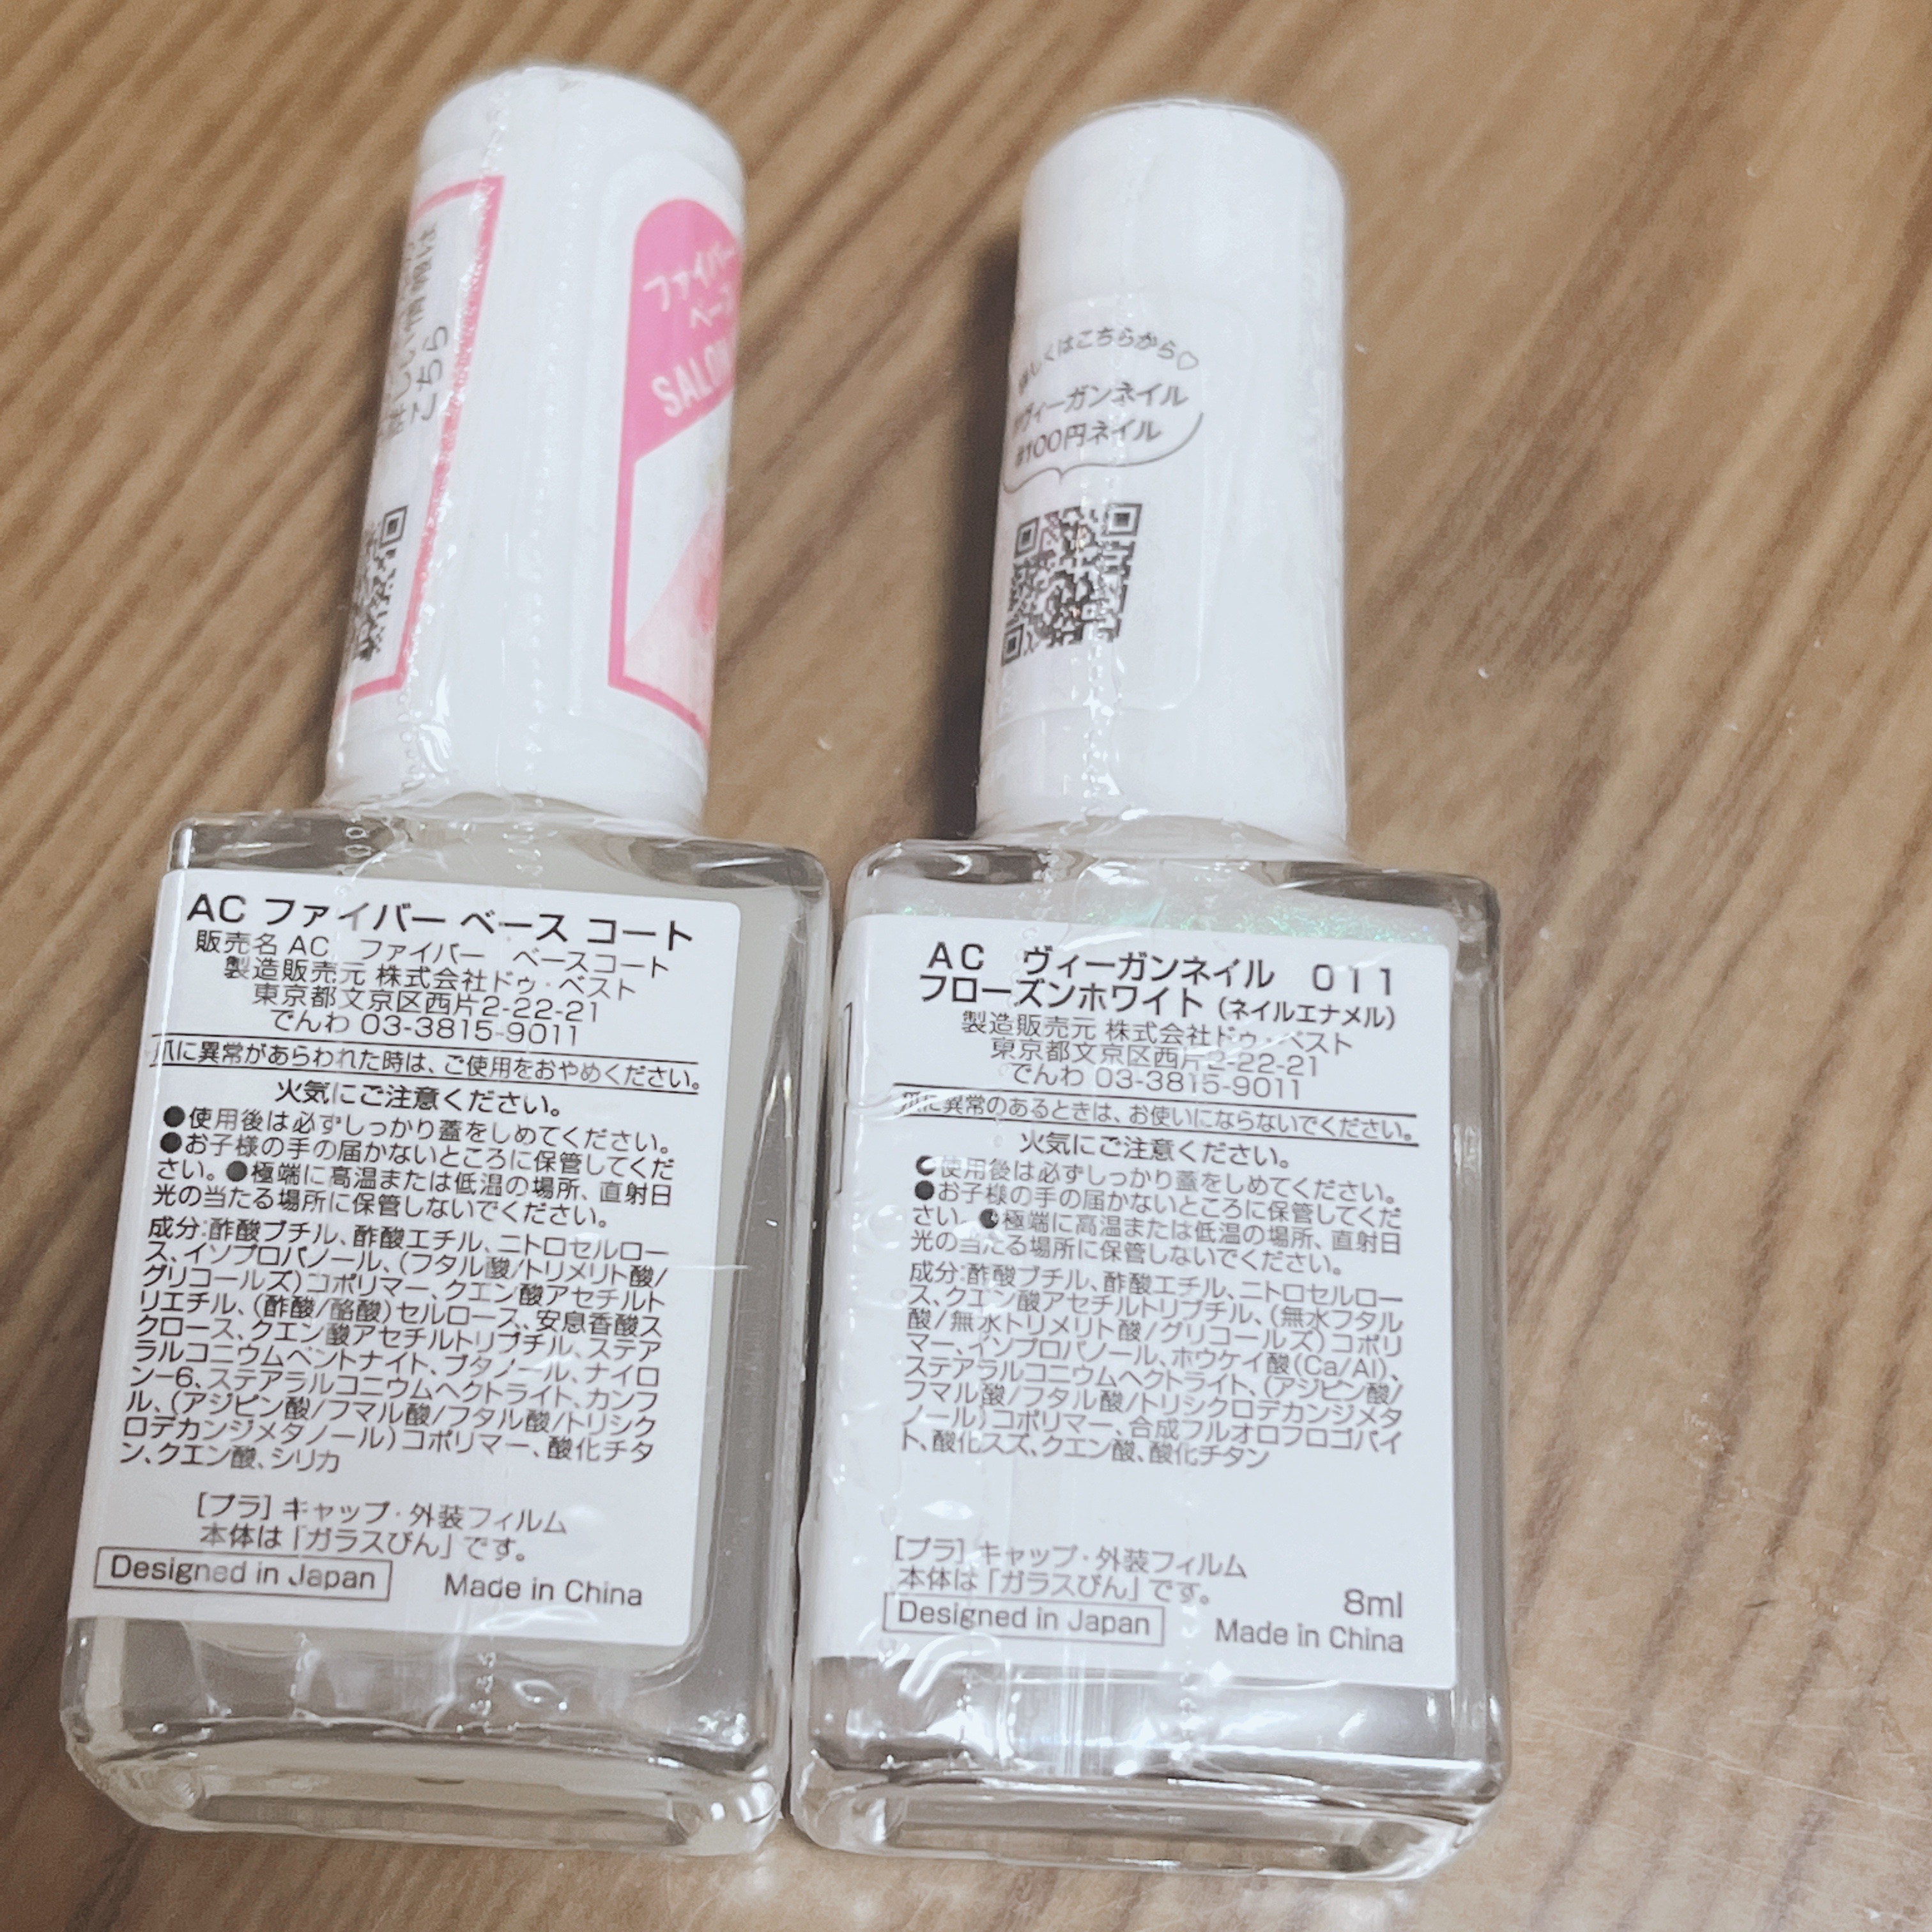 詳しい情報は
こちら
ファイバー
ベース
SALON
AC ファイバー ベース コート
販売名 AC ファイバー ベースコート
製造販売元 株式会社ドゥ・ベスト
東京都文京区西片2-22-21
でんわ 03-3815-9011
爪に異常があらわれた時は、ご使用をおやめください。
火気にご注意ください。
●使用後は必ずしっかり蓋をしめてください。
●お子様の手の届かないところに保管してくだ
さい。●極端に高温または低温の場所、直射日
光の当たる場所に保管しないでください。
成分:酢酸ブチル、酢酸エチル、ニトロセルロー
ス、イソプロパノール、(フタル酸/トリメリト酸/
グリコールズ)コポリマー、クエン酸アセチルト
リエチル、(酢酸/酪酸)セルロース、安息香酸ス
クロース、クエン酸アセチルトリブチル、ステア
ラルコニウムベントナイト、ブタノール、ナイロ
ン-6、ステアラルコニウムヘクトライト、カンフ
ル、(アジピン酸/フマル酸/フタル酸/トリシク
ロデカンジメタノール)コポリマー、酸化チタ
ン、クエン酸、シリカ
[プラ] キャップ・外装フィルム
本体は「ガラスびん」です。
Designed in Japan Made in China
詳しくはこちらから♡
#ヴィーガンネイル
#100円ネイル
AC ヴィーガンネイル 011
フローズンホワイト (ネイルエナメル)
製造販売元 株式会社ドゥ・ベスト
東京都文京区西片2-22-21
でんわ 03-3815-9011
爪に異常のあるときは、お使いにならないでください。
火気にご注意ください。
●使用後は必ずしっかり蓋をしめてください。
●お子様の手の届かないところに保管してくだ
さい。●極端に高温または低温の場所、直射日
光の当たる場所に保管しないでください。
成分:酢酸ブチル、酢酸エチル、ニトロセルロー
ス、クエン酸アセチルトリブチル、(無水フタル
酸/無水トリメリト酸/グリコールズ)コポリ
マー、イソプロパノール、ホウケイ酸(Ca/Al)、
ステアラルコニウムヘクトライト、(アジピン酸/
フマル酸/フタル酸/トリシクロデカンジメタ
ノール)コポリマー、合成フルオロフロゴパイ
ト、酸化スズ、クエン酸、酸化チタン
[プラ] キャップ・外装フィルム
本体は「ガラスびん」です。
8ml
Designed in Japan Made in China